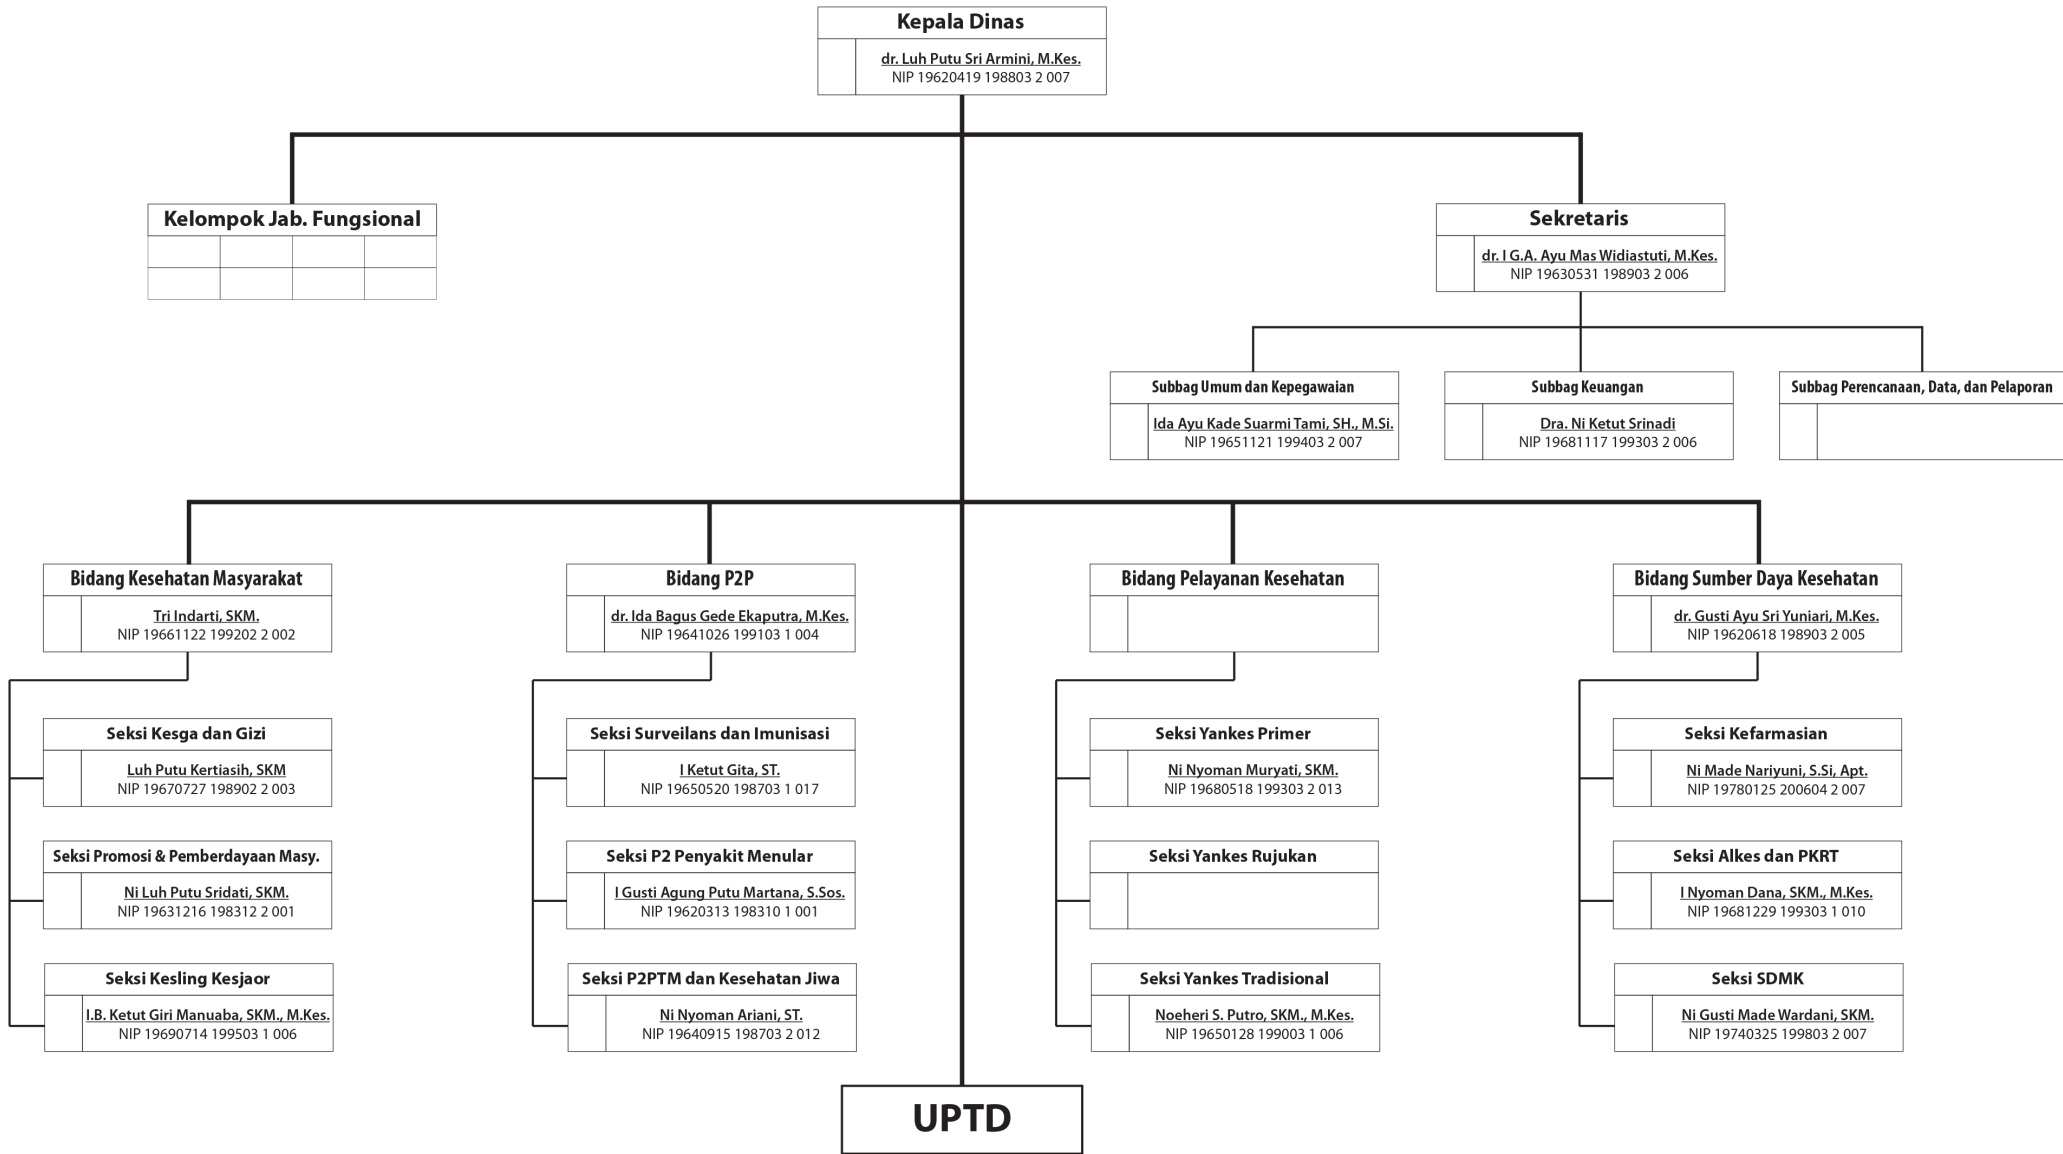 Kepala Dinas
dr. Luh Putu Sri Armini, M.Kes.
NIP 19620419 198803 2 007
Kelompok Jab. Fungsional
Sekretaris
dr. I G.A. Ayu Mas Widiastuti, M.Kes.
NIP 19630531 198903 2 006
Subbag Umum dan Kepegawaian
Ida Ayu Kade Suarmi Tami, SH., M.Si.
NIP 19651121 199403 2 007
Subbag Keuangan
Dra. Ni Ketut Srinadi
NIP 19681117 199303 2 006
Subbag Perencanaan, Data, dan Pelaporan
Bidang Kesehatan Masyarakat
Tri Indarti, SKM.
NIP 19661122 199202 2 002
Seksi Kesga dan Gizi
Luh Putu Kertiasih, SKM
NIP 19670727 198902 2 003
Seksi Promosi & Pemberdayaan Masy.
Ni Luh Putu Sridati, SKM.
NIP 19631216 198312 2 001
Seksi Kesling Kesjaor
I.B. Ketut Giri Manuaba, SKM., M.Kes.
NIP 19690714 199503 1 006
Bidang P2P
dr. Ida Bagus Gede Ekaputra, M.Kes.
NIP 19641026 199103 1 004
Seksi Surveilans dan Imunisasi
I Ketut Gita, ST.
NIP 19650520 198703 1 017
Seksi P2 Penyakit Menular
I Gusti Agung Putu Martana, S.Sos.
NIP 19620313 198310 1 001
Seksi P2PTM dan Kesehatan Jiwa
Ni Nyoman Ariani, ST.
NIP 19640915 198703 2 012
Bidang Pelayanan Kesehatan
Seksi Yankes Primer
Ni Nyoman Muryati, SKM.
NIP 19680518 199303 2 013
Seksi Yankes Rujukan
Seksi Yankes Tradisional
Noeheri S. Putro, SKM., M.Kes.
NIP 19650128 199003 1 006
Bidang Sumber Daya Kesehatan
dr. Gusti Ayu Sri Yuniari, M.Kes.
NIP 19620618 198903 2 005
Seksi Kefarmasian
Ni Made Nariyuni, S.Si, Apt.
NIP 19780125 200604 2 007
Seksi Alkes dan PKRT
I Nyoman Dana, SKM., M.Kes.
NIP 19681229 199303 1 010
Seksi SDMK
Ni Gusti Made Wardani, SKM.
NIP 19740325 199803 2 007
UPTD